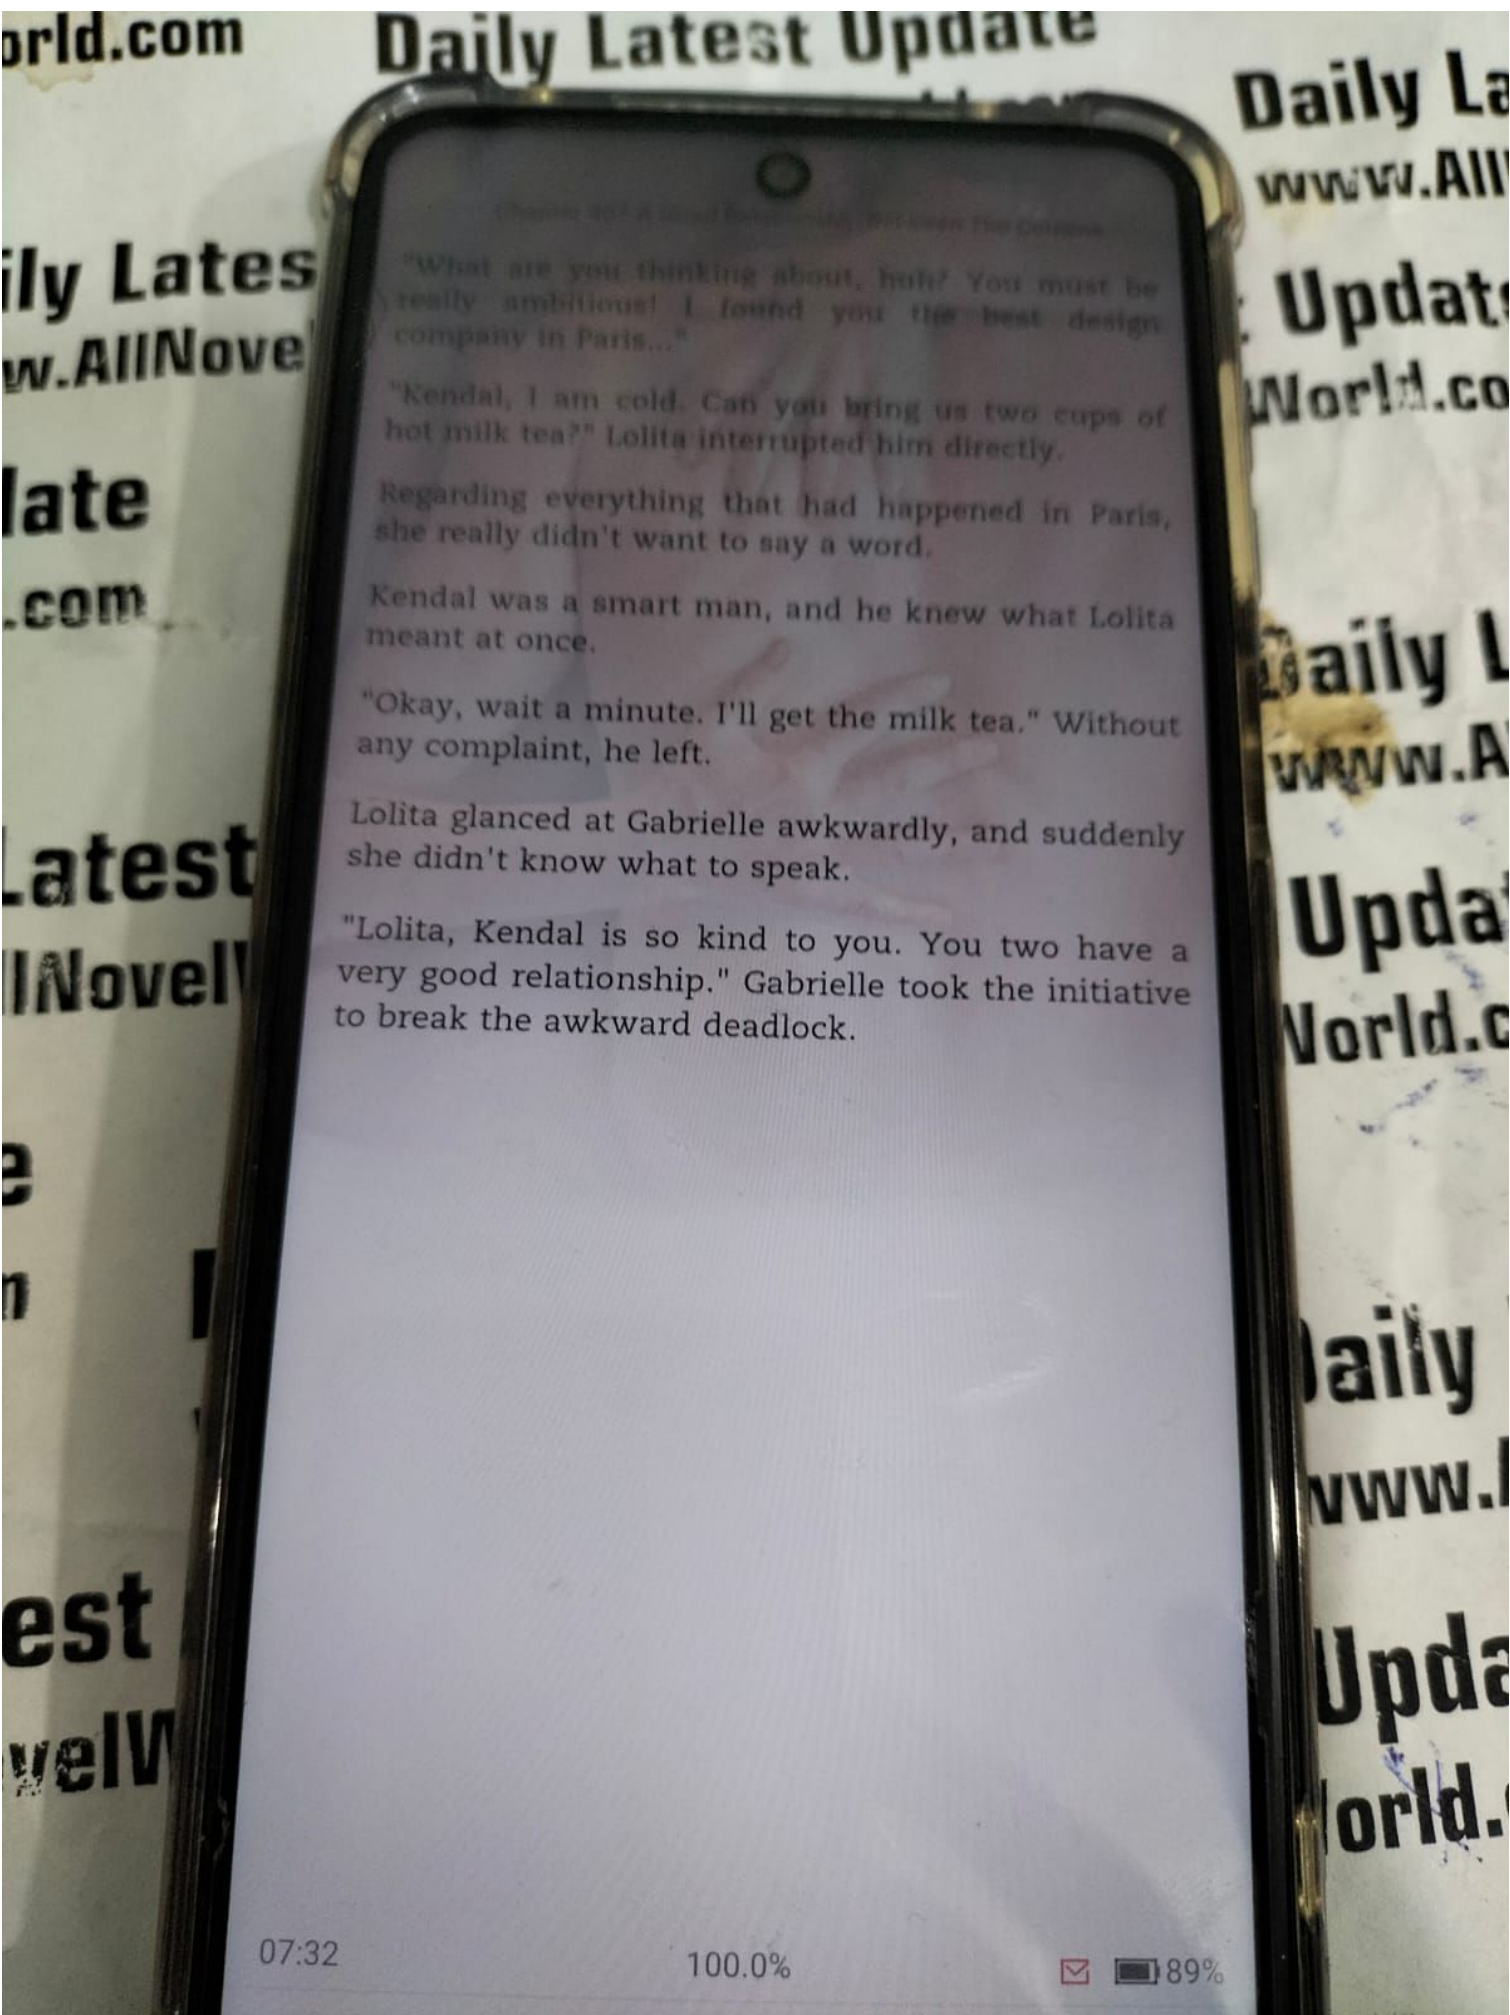 orld.com
Daily Latest Update
Daily La
www.All
ily Lates
w.AllNove
Update
World.co
"What are you thinking about, huh? You must be
really ambitious! I found you the best design
company in Paris..."
"Kendal, I am cold. Can you bring us two cups of
hot milk tea?" Lolita interrupted him directly.
Regarding everything that had happened in Paris,
she really didn't want to say a word.
Kendal was a smart man, and he knew what Lolita
meant at once.
"Okay, wait a minute. I'll get the milk tea." Without
any complaint, he left.
Lolita glanced at Gabrielle awkwardly, and suddenly
she didn't know what to speak.
"Lolita, Kendal is so kind to you. You two have a
very good relationship." Gabrielle took the initiative
to break the awkward deadlock.
07:32
100.0%
89%
date
.com
Latest
llNovelW
est
velW
Daily L
www.A
Upda
World.c
Daily
www.A
Upda
orld.